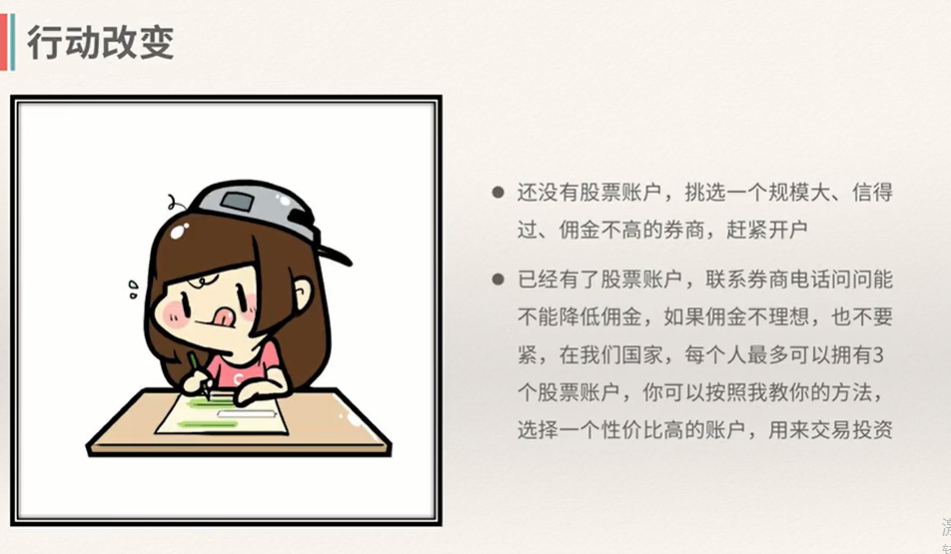 行动改变
● 还没有股票账户，挑选一个规模大、信得
过、佣金不高的券商，赶紧开户
● 已经有了股票账户，联系券商电话问问能
不能降低佣金，如果佣金不理想，也不要
紧，在我们国家，每个人最多可以拥有3
个股票账户，你可以按照我教你的方法，
选择一个性价比高的账户，用来交易投资